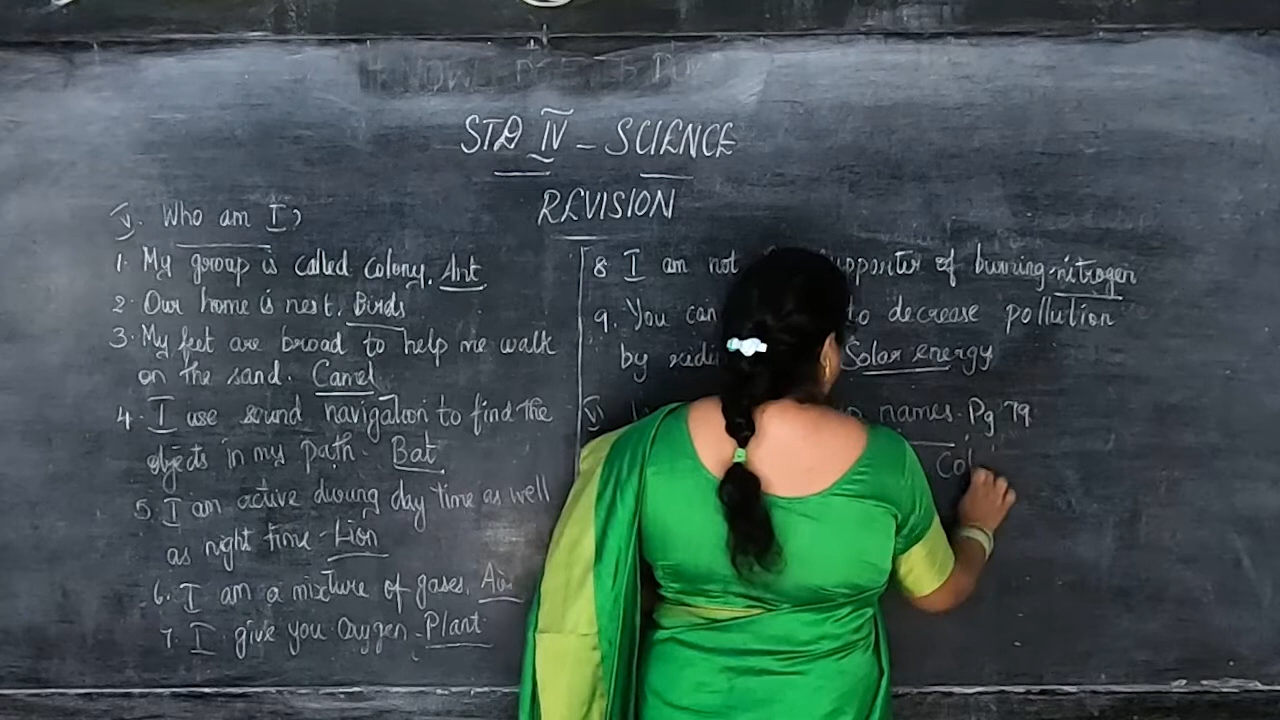 STD IV - SCIENCE
REVISION
V. Who am I?
1. My group is called colony. Ant
2. Our home is nest. Birds
3. My feet are broad to help me walk
on the sand. Camel
4. I use sound navigation to find the
objects in my path. Bat
5. I am active during day time as well
as night time - Lion
6. I am a mixture of gases. Air
7. I give you Oxygen - Plant
8 I am not supporter of burning - nitrogen
9. You can to decrease pollution
by Solar energy
VI names. Pg 79
Col